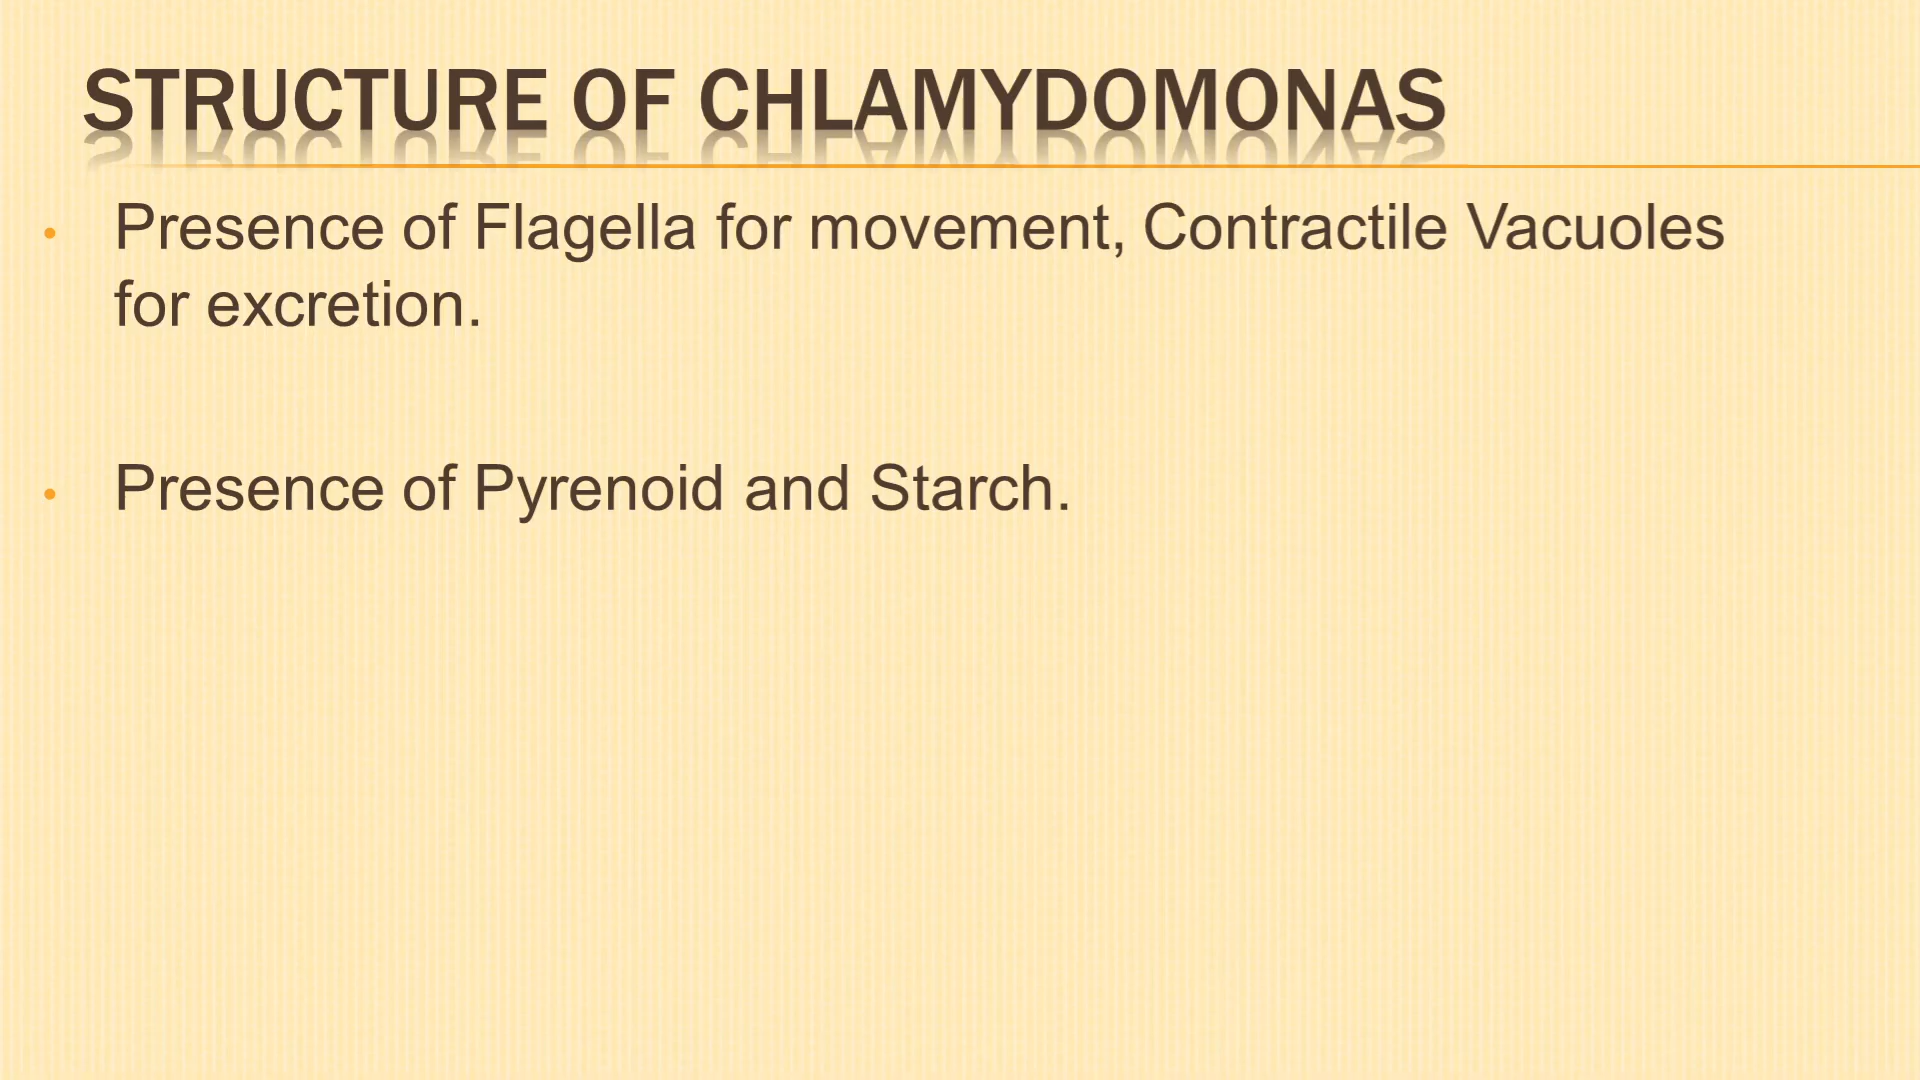 STRUCTURE OF CHLAMYDOMONAS
• Presence of Flagella for movement, Contractile Vacuoles
for excretion.
• Presence of Pyrenoid and Starch.